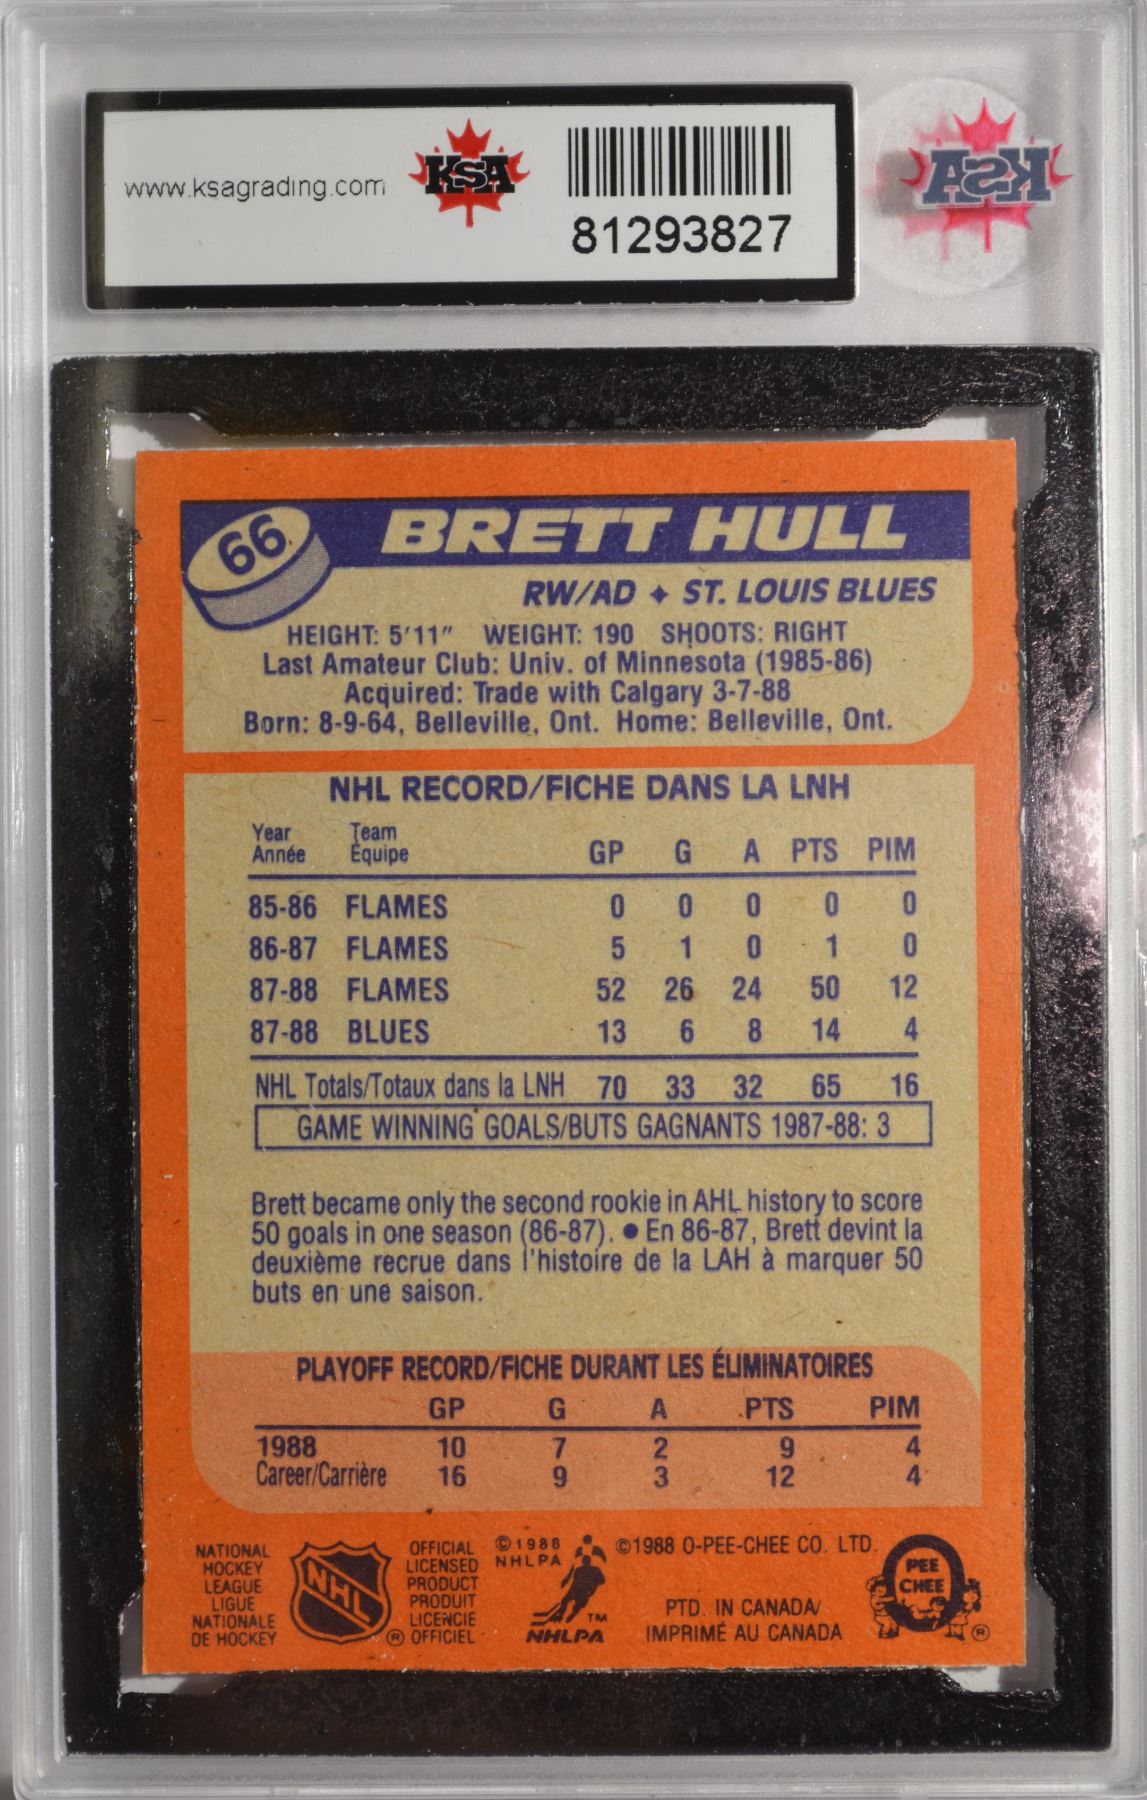 www.ksagrading.com
KSA
81293827
KSA
66
BRETT HULL
RW/AD ✦ ST. LOUIS BLUES
HEIGHT: 5'11" WEIGHT: 190 SHOOTS: RIGHT
Last Amateur Club: Univ. of Minnesota (1985-86)
Acquired: Trade with Calgary 3-7-88
Born: 8-9-64, Belleville, Ont. Home: Belleville, Ont.
NHL RECORD/FICHE DANS LA LNH
Year Team
Année Équipe GP G A PTS PIM
85-86 FLAMES 0 0 0 0 0
86-87 FLAMES 5 1 0 1 0
87-88 FLAMES 52 26 24 50 12
87-88 BLUES 13 6 8 14 4
NHL Totals/Totaux dans la LNH 70 33 32 65 16
GAME WINNING GOALS/BUTS GAGNANTS 1987-88: 3
Brett became only the second rookie in AHL history to score
50 goals in one season (86-87). ● En 86-87, Brett devint la
deuxième recrue dans l'histoire de la LAH à marquer 50
buts en une saison.
PLAYOFF RECORD/FICHE DURANT LES ÉLIMINATOIRES
GP G A PTS PIM
1988 10 7 2 9 4
Career/Carrière 16 9 3 12 4
NATIONAL
HOCKEY
LEAGUE
LIGUE
NATIONALE
DE HOCKEY
NHL
®
OFFICIAL
LICENSED
PRODUCT
PRODUIT
LICENCIE
OFFICIEL
©1988
NHLPA
TM
NHLPA
©1988 O-PEE-CHEE CO. LTD.
PTD. IN CANADA/
IMPRIMÉ AU CANADA
PEE
CHEE
®